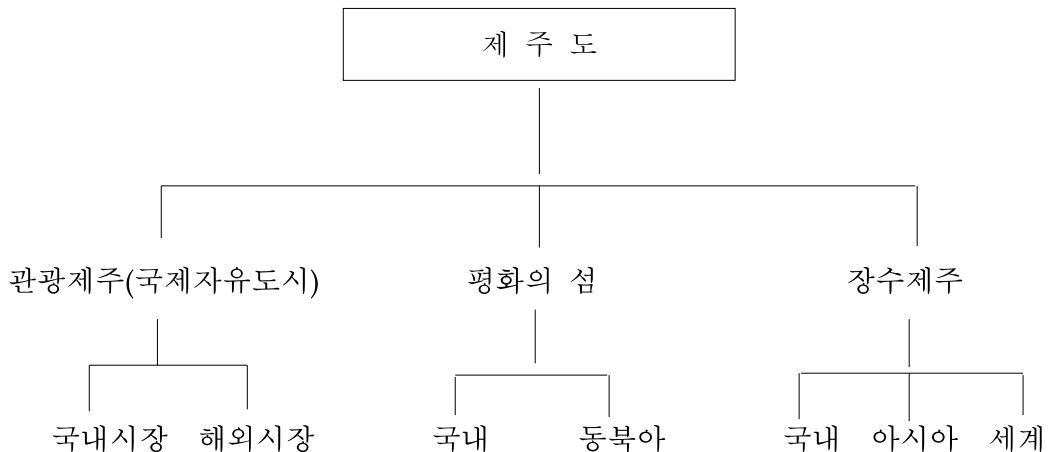 제 주 도
관광제주(국제자유도시) 평화의 섬 장수제주
국내시장 해외시장 국내 동북아 국내 아시아 세계